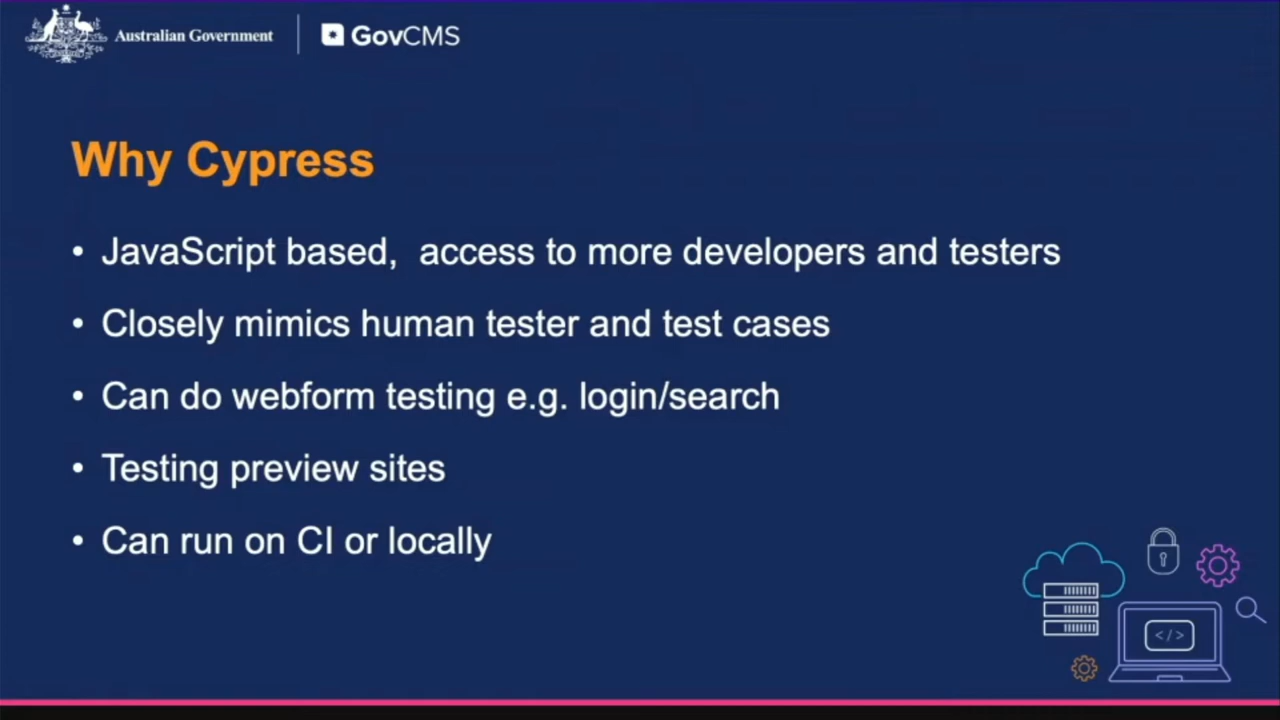 Australian Government
GovCMS
Why Cypress
• JavaScript based,  access to more developers and testers
• Closely mimics human tester and test cases
• Can do webform testing e.g. login/search
• Testing preview sites
• Can run on CI or locally
</>